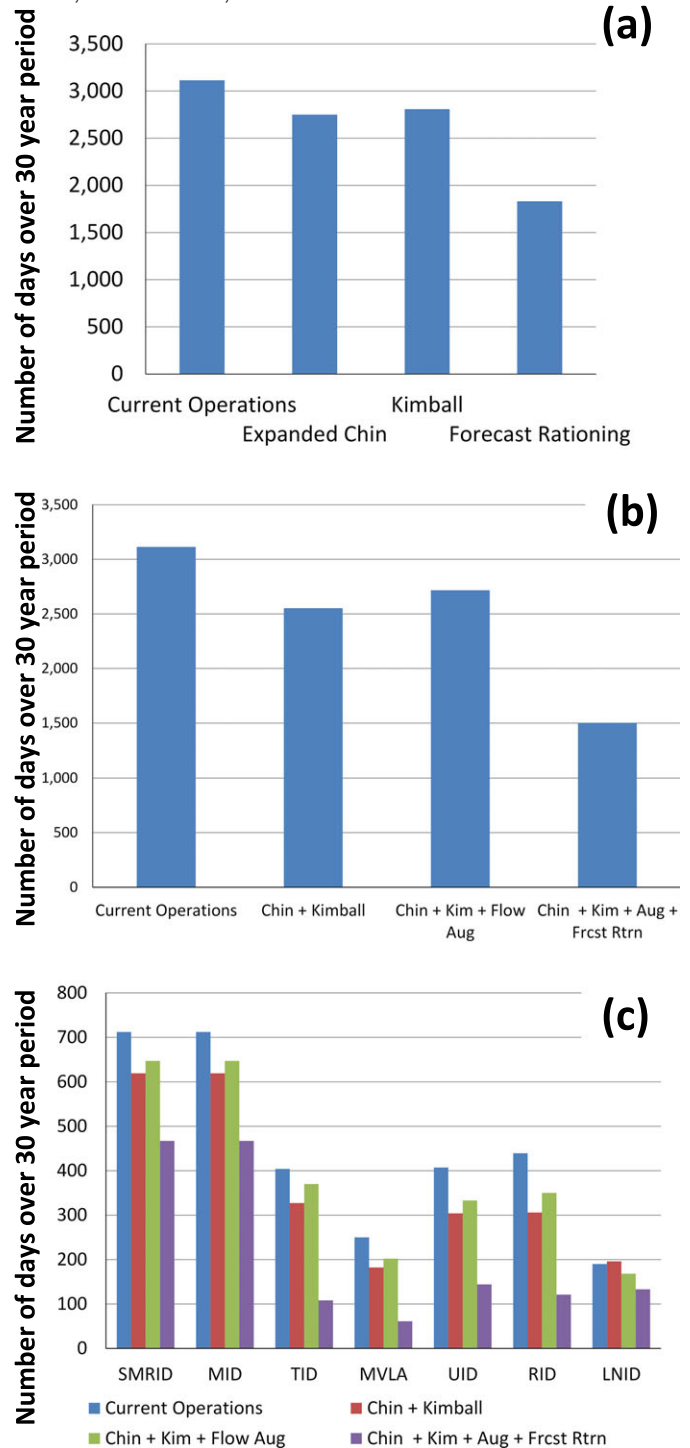 (a)
Number of days over 30 year period
3,500
3,000
2,500
2,000
1,500
1,000
500
0
Current Operations
Kimball
Expanded Chin
Forecast Rationing
(b)
Number of days over 30 year period
3,500
3,000
2,500
2,000
1,500
1,000
500
0
Current Operations
Chin + Kimball
Chin + Kim + Flow
Aug
Chin + Kim + Aug +
Frcst Rtrn
(c)
Number of days over 30 year period
800
700
600
500
400
300
200
100
0
SMRID
MID
TID
MVLA
UID
RID
LNID
Current Operations
Chin + Kimball
Chin + Kim + Flow Aug
Chin + Kim + Aug + Frcst Rtrn